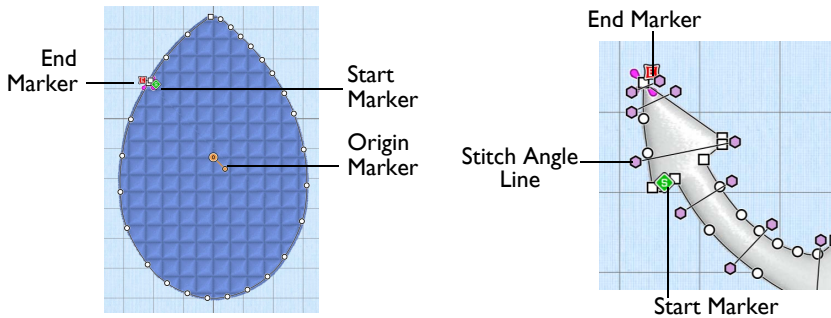 End
Marker
Start
Marker
Origin
Marker
End Marker
E
Stitch Angle
Line
S
Start Marker